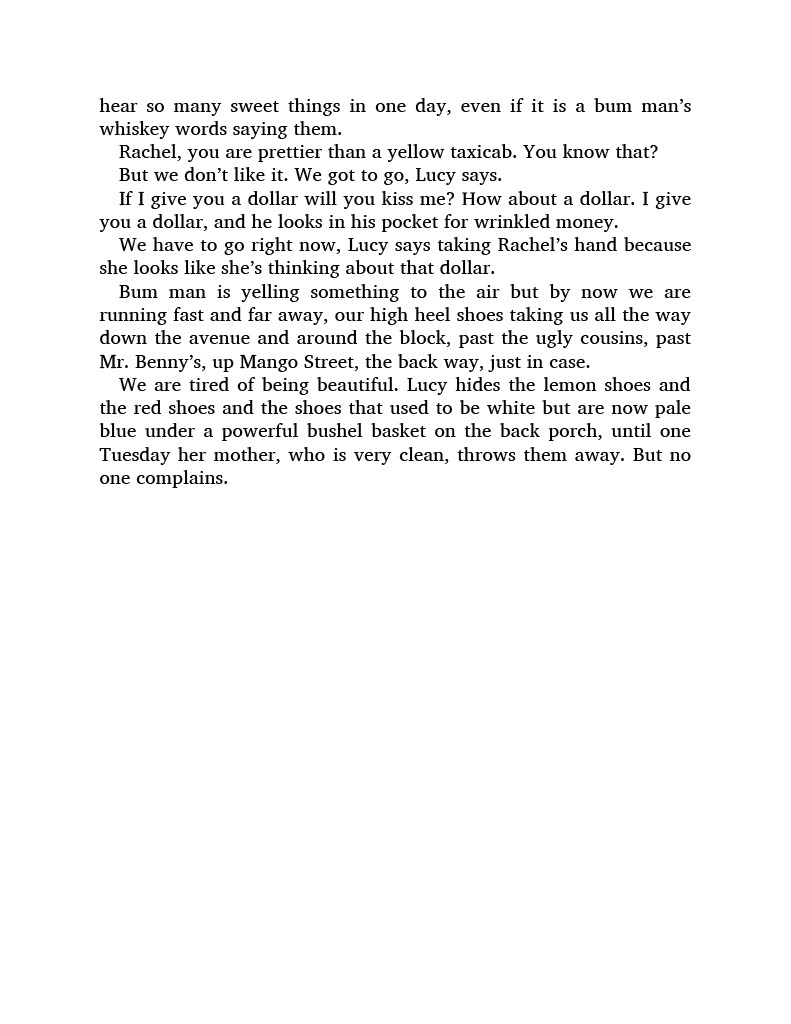 hear so many sweet things in one day, even if it is a bum man’s
whiskey words saying them.
Rachel, you are prettier than a yellow taxicab. You know that?
But we don’t like it. We got to go, Lucy says.
If I give you a dollar will you kiss me? How about a dollar. I give
you a dollar, and he looks in his pocket for wrinkled money.
We have to go right now, Lucy says taking Rachel’s hand because
she looks like she’s thinking about that dollar.
Bum man is yelling something to the air but by now we are
running fast and far away, our high heel shoes taking us all the way
down the avenue and around the block, past the ugly cousins, past
Mr. Benny’s, up Mango Street, the back way, just in case.
We are tired of being beautiful. Lucy hides the lemon shoes and
the red shoes and the shoes that used to be white but are now pale
blue under a powerful bushel basket on the back porch, until one
Tuesday her mother, who is very clean, throws them away. But no
one complains.